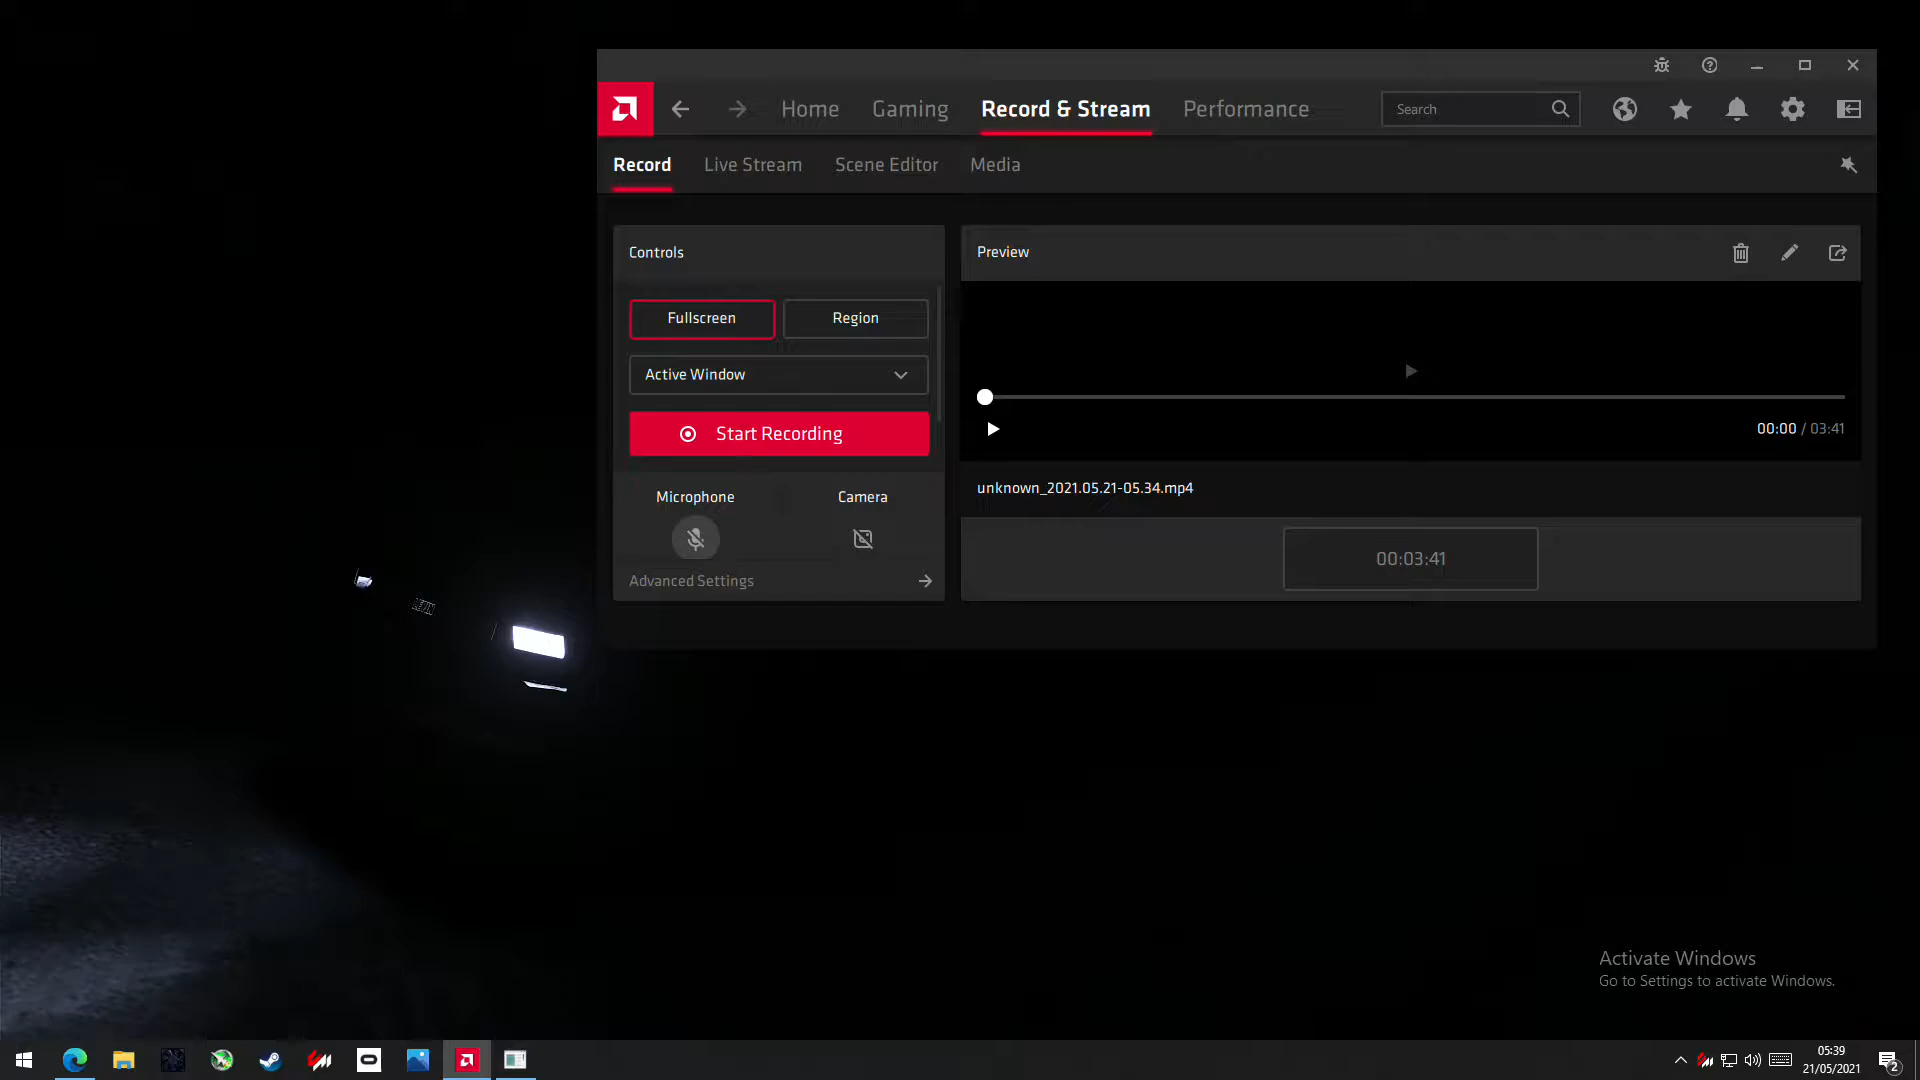 Home Gaming Record & Stream Performance Search
Record Live Stream Scene Editor Media
Controls
Fullscreen Region
Active Window
Start Recording
Microphone Camera
Advanced Settings
Preview
00:00 / 03:41
unknown_2021.05.21-05.34.mp4
00:03:41
Activate Windows
Go to Settings to activate Windows.
05:39
21/05/2021
2